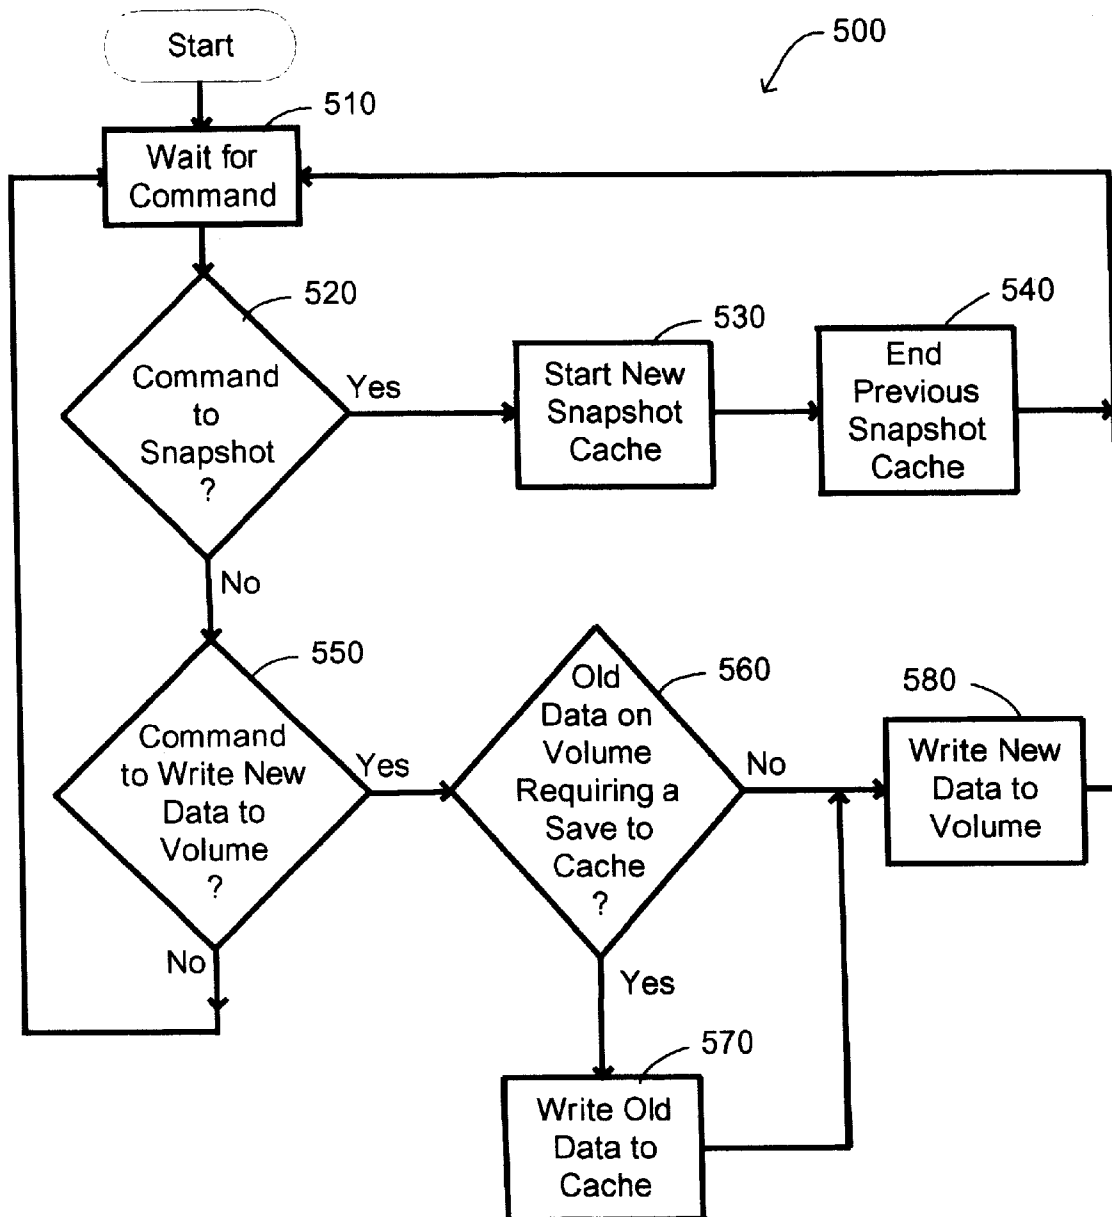 Start
500
510
Wait for
Command
520
Command
to
Snapshot
?
Yes
530
Start New
Snapshot
Cache
540
End
Previous
Snapshot
Cache
No
550
Command
to Write New
Data to
Volume
?
Yes
No
560
Old
Data on
Volume
Requiring a
Save to
Cache
?
No
Yes
570
Write Old
Data to
Cache
580
Write New
Data to
Volume